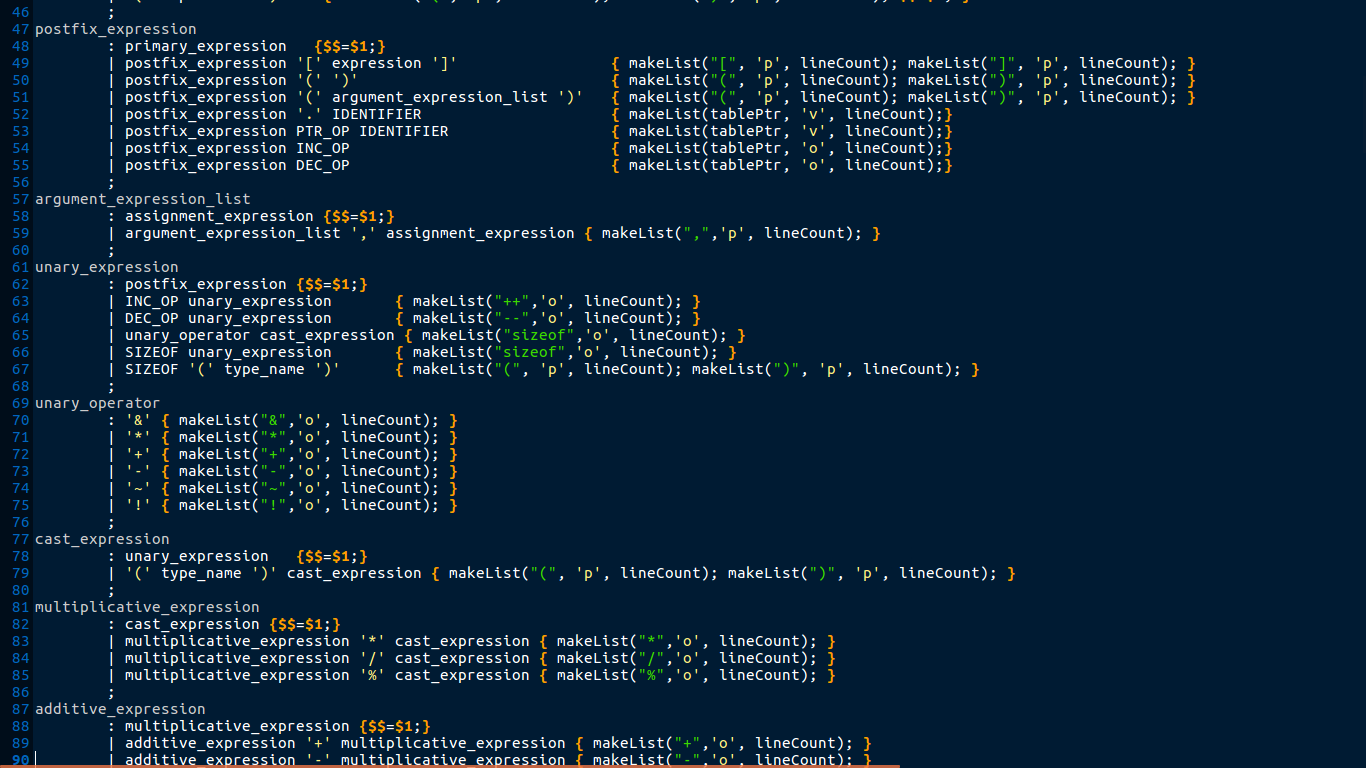 46         ;
47 postfix_expression
48         : primary_expression   {$$=$1;}
49         | postfix_expression '[' expression ']'                 { makeList("[", 'p', lineCount); makeList("]", 'p', lineCount); }
50         | postfix_expression '(' ')'                            { makeList("(", 'p', lineCount); makeList(")", 'p', lineCount); }
51         | postfix_expression '(' argument_expression_list ')'   { makeList("(", 'p', lineCount); makeList(")", 'p', lineCount); }
52         | postfix_expression '.' IDENTIFIER                     { makeList(tablePtr, 'v', lineCount);}
53         | postfix_expression PTR_OP IDENTIFIER                  { makeList(tablePtr, 'v', lineCount);}
54         | postfix_expression INC_OP                             { makeList(tablePtr, 'o', lineCount);}
55         | postfix_expression DEC_OP                             { makeList(tablePtr, 'o', lineCount);}
56         ;
57 argument_expression_list
58         : assignment_expression {$$=$1;}
59         | argument_expression_list ',' assignment_expression { makeList(",",'p', lineCount); }
60         ;
61 unary_expression
62         : postfix_expression {$$=$1;}
63         | INC_OP unary_expression       { makeList("++",'o', lineCount); }
64         | DEC_OP unary_expression       { makeList("--",'o', lineCount); }
65         | unary_operator cast_expression { makeList("sizeof",'o', lineCount); }
66         | SIZEOF unary_expression       { makeList("sizeof",'o', lineCount); }
67         | SIZEOF '(' type_name ')'      { makeList("(", 'p', lineCount); makeList(")", 'p', lineCount); }
68         ;
69 unary_operator
70         : '&' { makeList("&",'o', lineCount); }
71         | '*' { makeList("*",'o', lineCount); }
72         | '+' { makeList("+",'o', lineCount); }
73         | '-' { makeList("-",'o', lineCount); }
74         | '~' { makeList("~",'o', lineCount); }
75         | '!' { makeList("!",'o', lineCount); }
76         ;
77 cast_expression
78         : unary_expression   {$$=$1;}
79         | '(' type_name ')' cast_expression { makeList("(", 'p', lineCount); makeList(")", 'p', lineCount); }
80         ;
81 multiplicative_expression
82         : cast_expression {$$=$1;}
83         | multiplicative_expression '*' cast_expression { makeList("*",'o', lineCount); }
84         | multiplicative_expression '/' cast_expression { makeList("/",'o', lineCount); }
85         | multiplicative_expression '%' cast_expression { makeList("%",'o', lineCount); }
86         ;
87 additive_expression
88         : multiplicative_expression {$$=$1;}
89         | additive_expression '+' multiplicative_expression { makeList("+",'o', lineCount); }
90         | additive_expression '-' multiplicative_expression { makeList("-",'o', lineCount); }